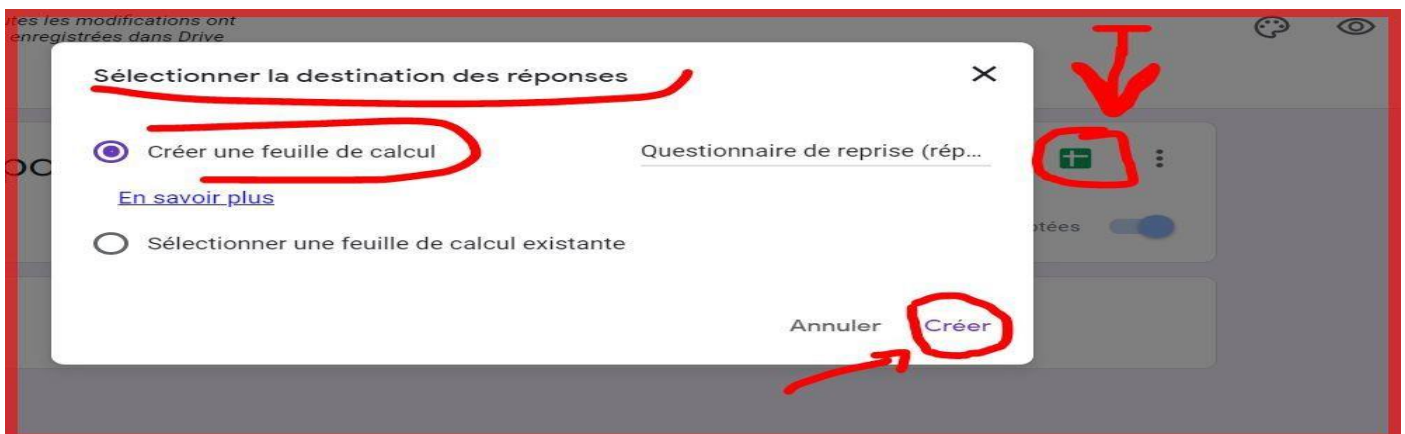 tes les modifications ont
enregistrées dans Drive
Sélectionner la destination des réponses
Créer une feuille de calcul
Questionnaire de reprise (rép...
En savoir plus
Sélectionner une feuille de calcul existante
Annuler Créer